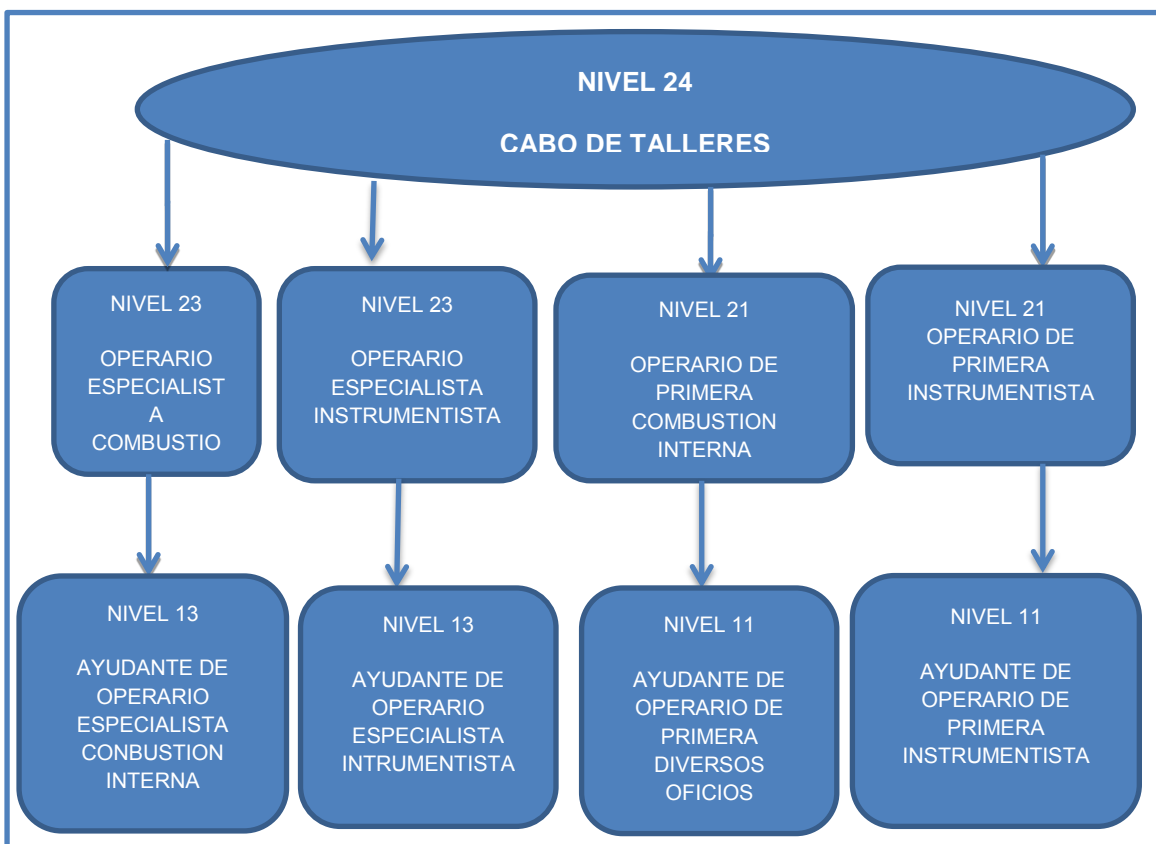 NIVEL 24
CABO DE TALLERES
NIVEL 23
OPERARIO
ESPECIALIST
A
COMBUSTIO
NIVEL 23
OPERARIO
ESPECIALISTA
INSTRUMENTISTA
NIVEL 21
OPERARIO DE
PRIMERA
COMBUSTION
INTERNA
NIVEL 21
OPERARIO DE
PRIMERA
INSTRUMENTISTA
NIVEL 13
AYUDANTE DE
OPERARIO
ESPECIALISTA
CONBUSTION
INTERNA
NIVEL 13
AYUDANTE DE
OPERARIO
ESPECIALISTA
INTRUMENTISTA
NIVEL 11
AYUDANTE DE
OPERARIO DE
PRIMERA
DIVERSOS
OFICIOS
NIVEL 11
AYUDANTE DE
OPERARIO DE
PRIMERA
INSTRUMENTISTA